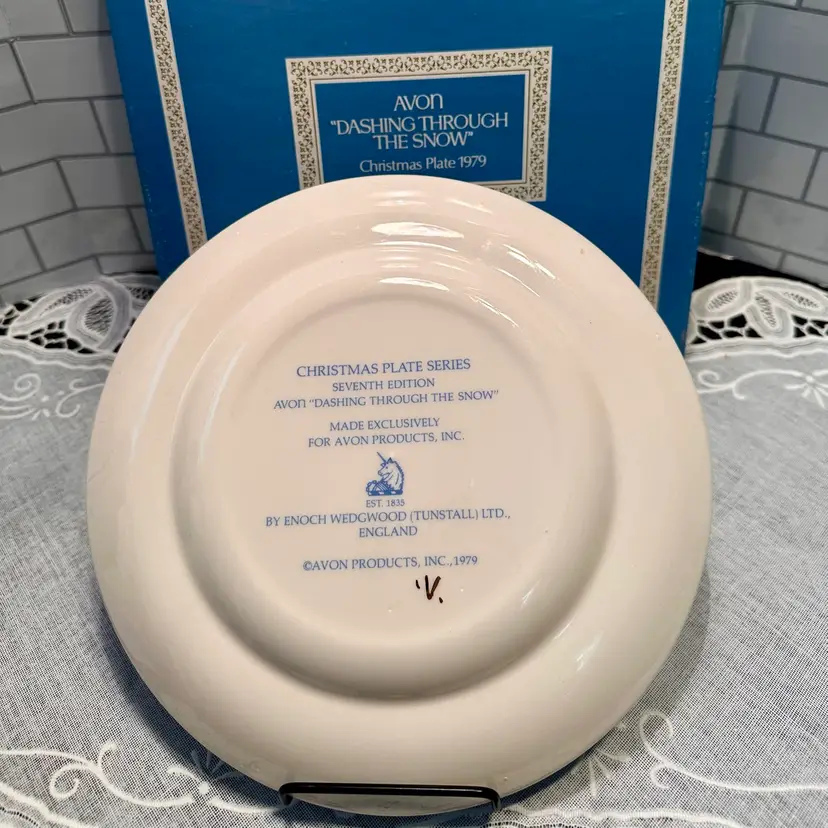 AVON
"DASHING THROUGH
THE SNOW"
Christmas Plate 1979
CHRISTMAS PLATE SERIES
SEVENTH EDITION
AVON "DASHING THROUGH THE SNOW"
MADE EXCLUSIVELY
FOR AVON PRODUCTS, INC.
EST. 1835
BY ENOCH WEDGWOOD (TUNSTALL) LTD.,
ENGLAND
©AVON PRODUCTS, INC., 1979
'V.